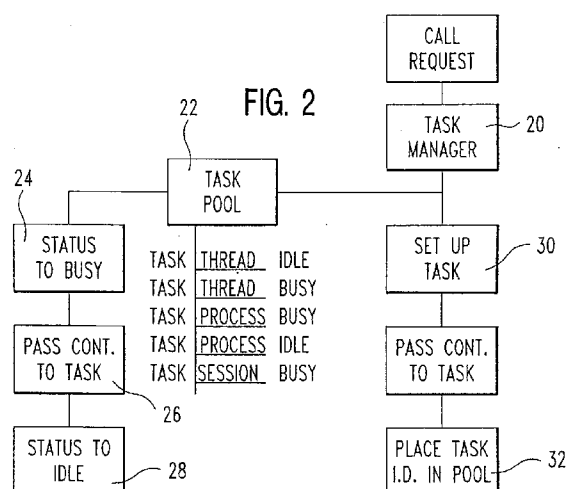 CALL
REQUEST
FIG. 2
22
TASK
MANAGER
20
24
TASK
POOL
STATUS
TO BUSY
SET UP
TASK
30
TASK THREAD IDLE
TASK THREAD BUSY
TASK PROCESS BUSY
TASK PROCESS IDLE
TASK SESSION BUSY
PASS CONT.
TO TASK
26
PASS CONT.
TO TASK
STATUS TO
IDLE
28
PLACE TASK
I.D. IN POOL
32